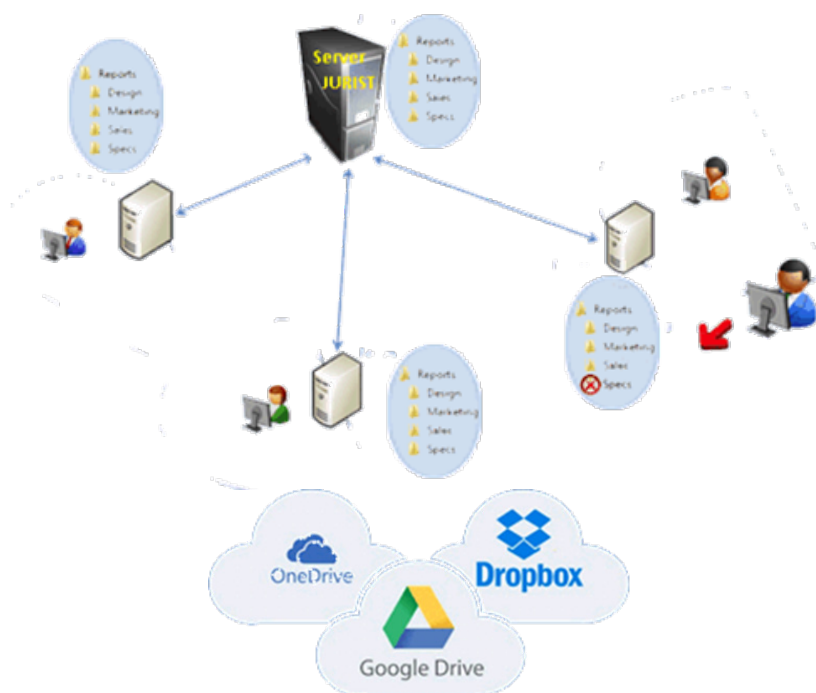 Server
JURIST
Reports
Design
Marketing
Sales
Specs
Reports
Design
Marketing
Sales
Specs
Reports
Design
Marketing
Sales
Specs
Reports
Design
Marketing
Sales
Specs
OneDrive
Dropbox
Google Drive